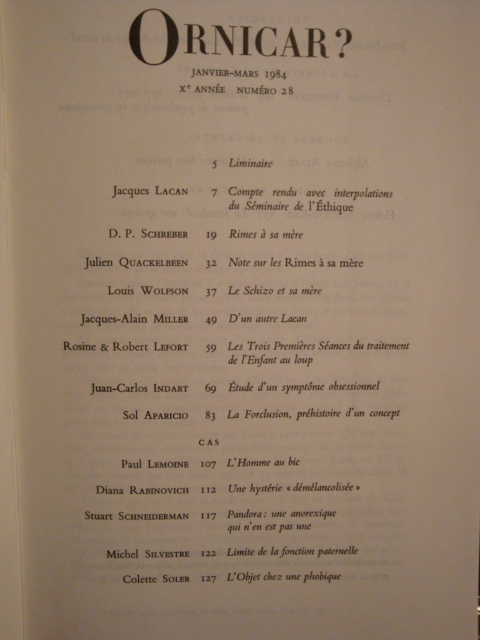 ORNICAR?
JANVIER-MARS 1984
Xe ANNÉE NUMÉRO 28
5 Liminaire
Jacques LACAN 7 Compte rendu avec interpolations
du Séminaire de l'Éthique
D. P. SCHREBER 19 Rimes à sa mère
Julien QUACKELBEEN 32 Note sur les Rimes à sa mère
Louis WOLFSON 37 Le Schizo et sa mère
Jacques-Alain MILLER 49 D'un autre Lacan
Rosine & Robert LEFORT 59 Les Trois Premières Séances du traitement
de l'Enfant au loup
Juan-Carlos INDART 69 Étude d'un symptôme obsessionnel
Sol APARICIO 83 La Forclusion, préhistoire d'un concept
CAS
Paul LEMOINE 107 L'Homme au bic
Diana RABINOVICH 112 Une hystérie « démélancolisée »
Stuart SCHNEIDERMAN 117 Pandora : une anorexique
qui n'en est pas une
Michel SILVESTRE 122 Limite de la fonction paternelle
Colette SOLER 127 L'Objet chez une phobique